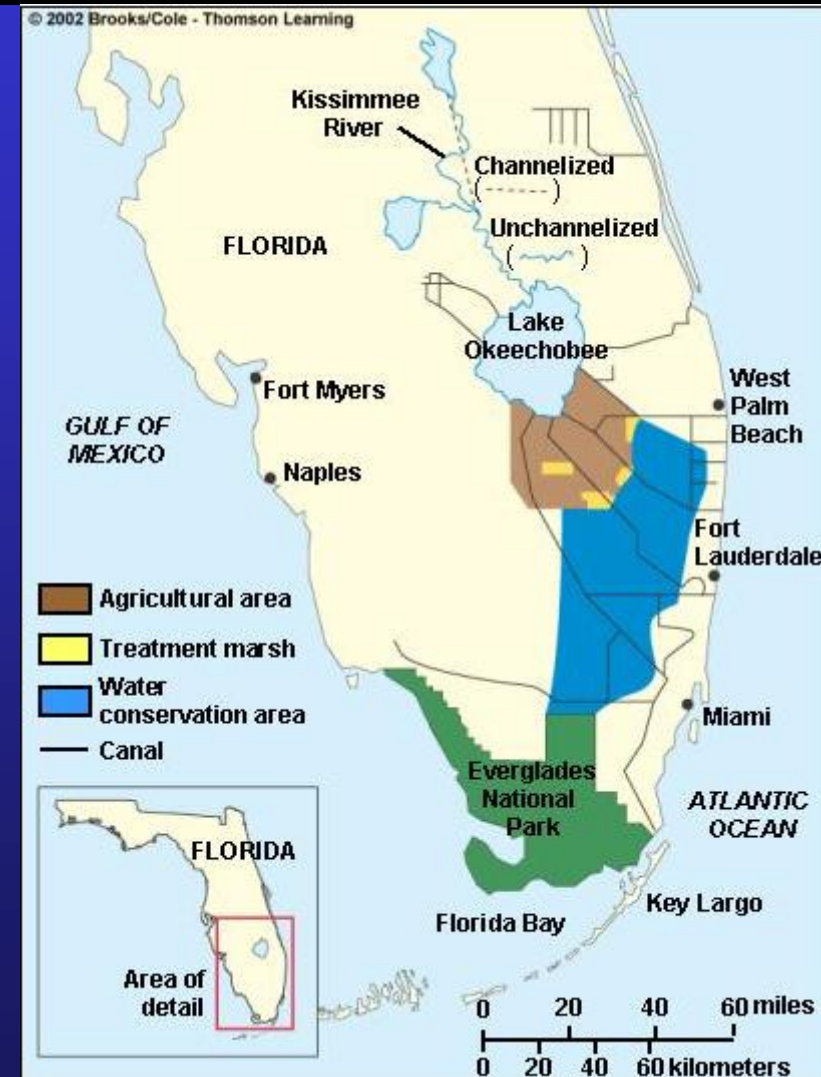 © 2002 Brooks/Cole - Thomson Learning
Kissimmee
River
Channelized
(------)
Unchannelized
( )
FLORIDA
Lake
Okeechobee
Fort Myers
West
Palm
Beach
GULF OF
MEXICO
Naples
Fort
Lauderdale
Agricultural area
Treatment marsh
Water
conservation area
Canal
Miami
Everglades
National
Park
ATLANTIC
OCEAN
FLORIDA
Key Largo
Florida Bay
Area of
detail
0 20 40 60 miles
0 20 40 60 kilometers